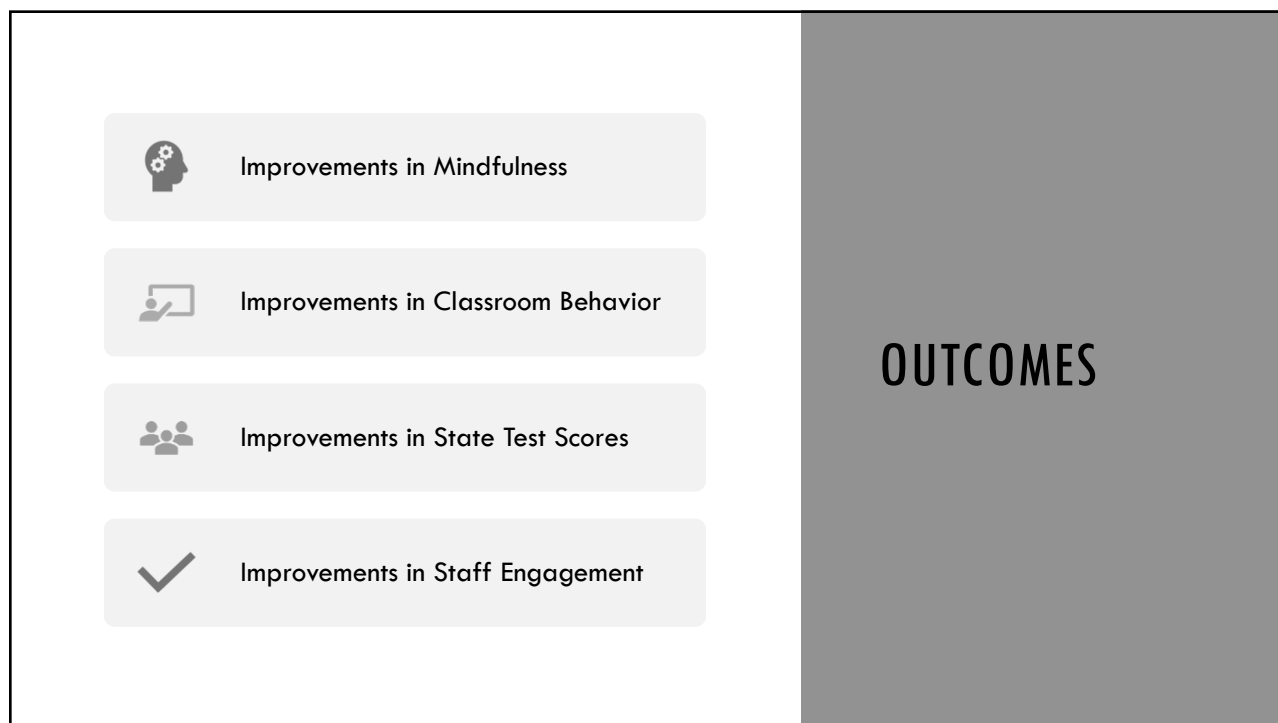 Improvements in Mindfulness
Improvements in Classroom Behavior
Improvements in State Test Scores
Improvements in Staff Engagement
OUTCOMES